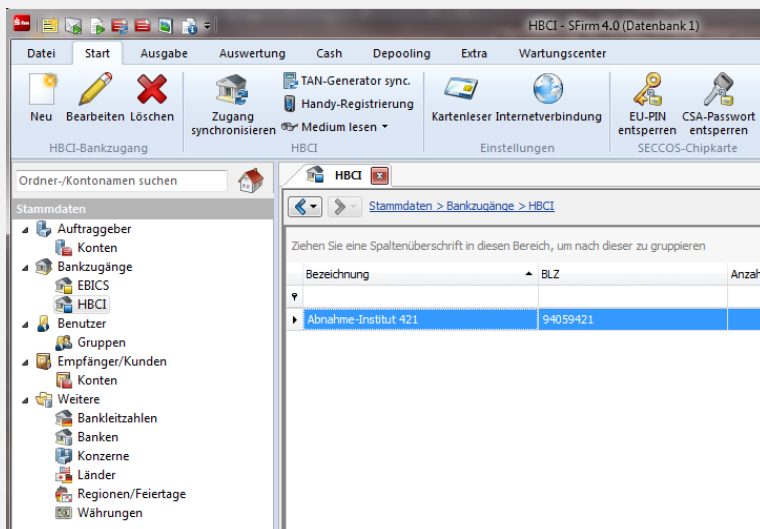 HBCI - SFirm 4.0 (Datenbank 1)
Datei Start Ausgabe Auswertung Cash Depooling Extra Wartungscenter
Neu Bearbeiten Löschen
HBCI-Bankzugang
Zugang synchronisieren
TAN-Generator sync.
Handy-Registrierung
Medium lesen
HBCI
Kartenleser Internetverbindung
Einstellungen
EU-PIN entsperren
CSA-Passwort entsperren
SECCOS-Chipkarte
Ordner-/Kontonamen suchen
Stammdaten
Auftraggeber
Konten
Bankzugänge
EBICS
HBCI
Benutzer
Gruppen
Empfänger/Kunden
Konten
Weitere
Bankleitzahlen
Banken
Konzerne
Länder
Regionen/Feiertage
Währungen
HBCI
Stammdaten > Bankzugänge > HBCI
Ziehen Sie eine Spaltenüberschrift in diesen Bereich, um nach dieser zu gruppieren
Bezeichnung BLZ Anzah
Abnahme-Institut 421 94059421